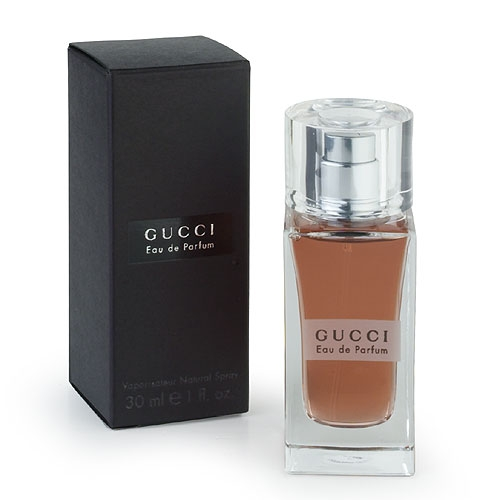 GUCCI
Eau de Parfum
Vaporisateur Natural Spray
30 ml e 1 fl. oz.
GUCCI
Eau de Parfum